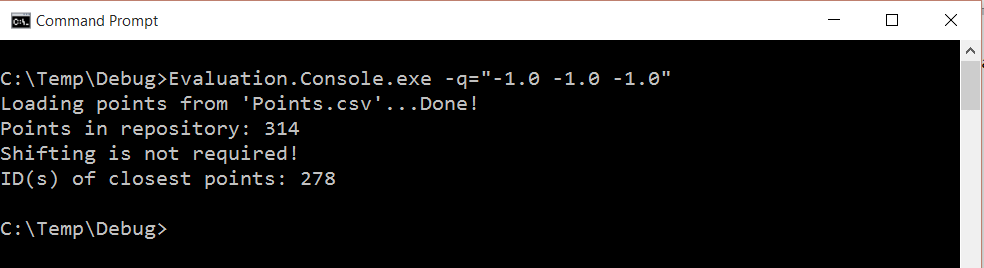 Command Prompt
C:\Temp\Debug>Evaluation.Console.exe -q="-1.0 -1.0 -1.0"
Loading points from 'Points.csv'...Done!
Points in repository: 314
Shifting is not required!
ID(s) of closest points: 278
C:\Temp\Debug>